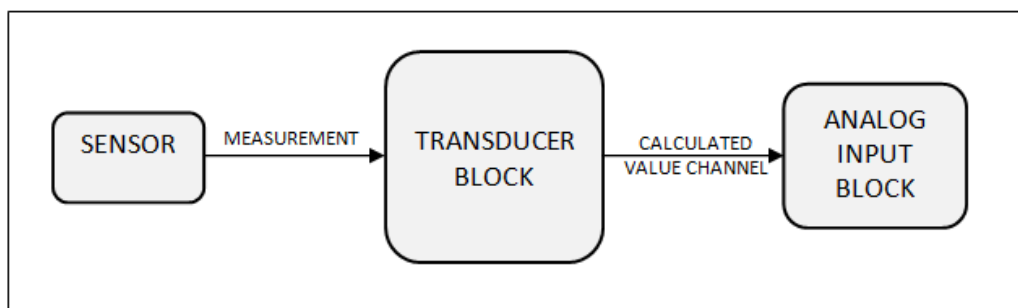 SENSOR
MEASUREMENT
TRANSDUCER
BLOCK
CALCULATED
VALUE CHANNEL
ANALOG
INPUT
BLOCK